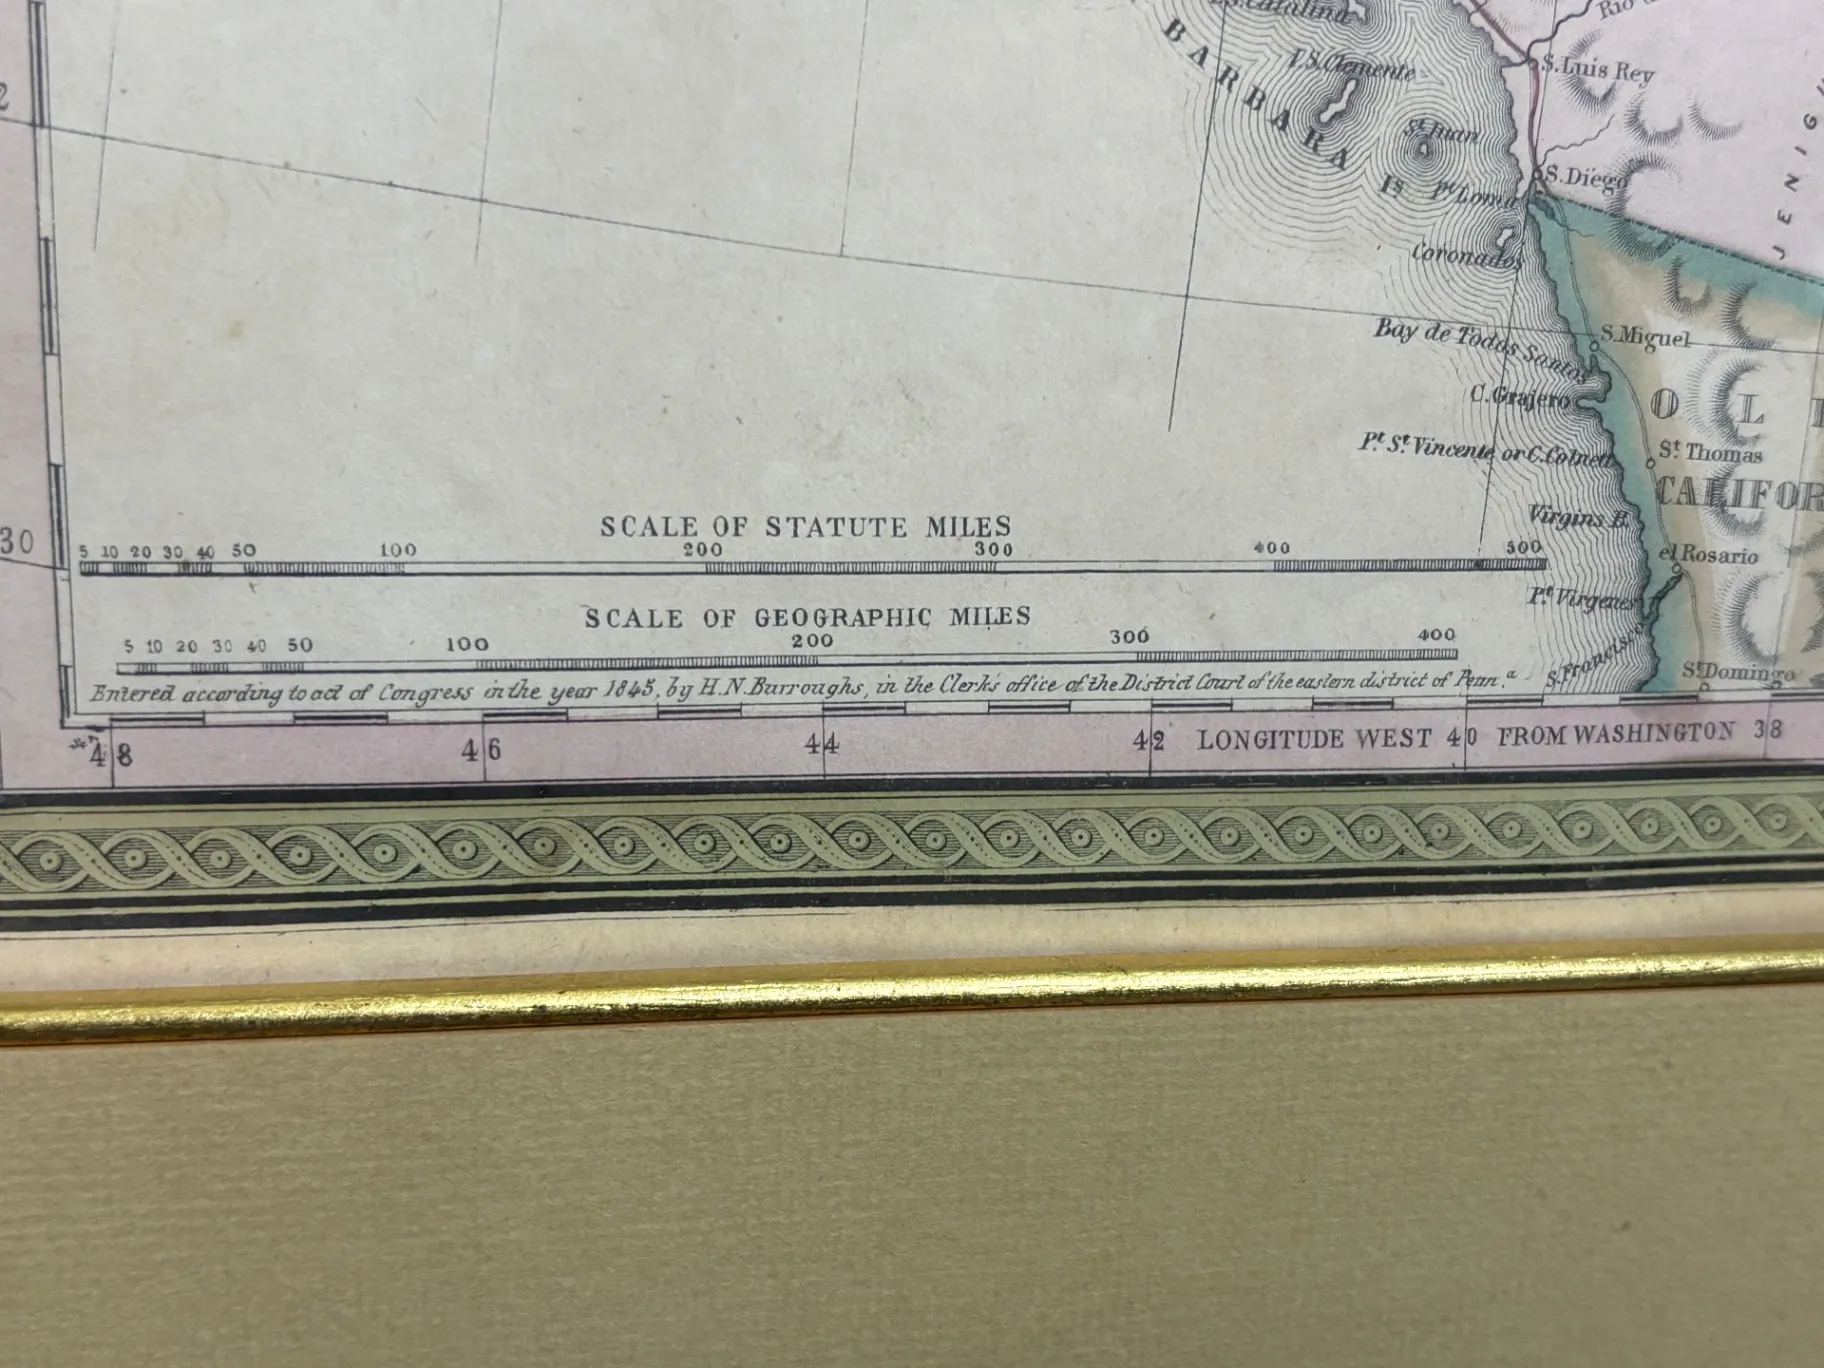 S. Luis Rey
I. S. Clemente
St. Juan
BARBARA Is
S. Diego
Pt. Loma
Coronados
JENIG
S. Miguel
Bay de Todos Santos
C. Grajero
OL
Pt. St. Vincente or C. Colnett
St. Thomas
CALIFOR
Virgins B.
el Rosario
Pt. Virgenes
S. Francisco
St. Domingo
30
SCALE OF STATUTE MILES
5 10 20 30 40 50 100 200 300 400 500
SCALE OF GEOGRAPHIC MILES
5 10 20 30 40 50 100 200 300 400
Entered according to act of Congress in the year 1845, by H.N. Burroughs, in the Clerk's office of the District Court of the eastern district of Penn.a
48 46 44 42 LONGITUDE WEST 40 FROM WASHINGTON 38